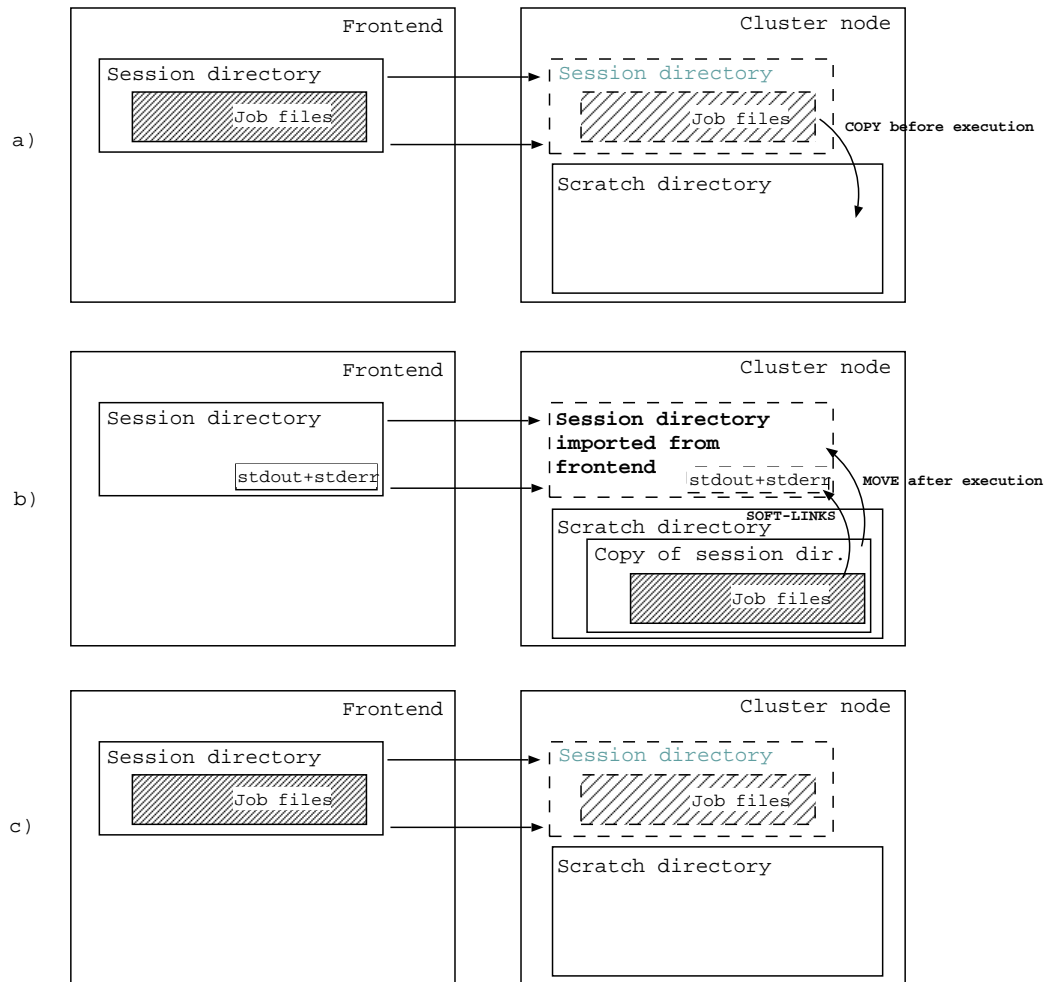 Frontend
Cluster node
Session directory
Job files
Session directory
Job files
a)
COPY before execution
Scratch directory
Frontend
Cluster node
Session directory
stdout+stderr
Session directory
imported from
frontend
stdout+stderr
b)
MOVE after execution
SOFT-LINKS
Scratch directory
Copy of session dir.
Job files
Frontend
Cluster node
Session directory
Job files
Session directory
Job files
c)
Scratch directory